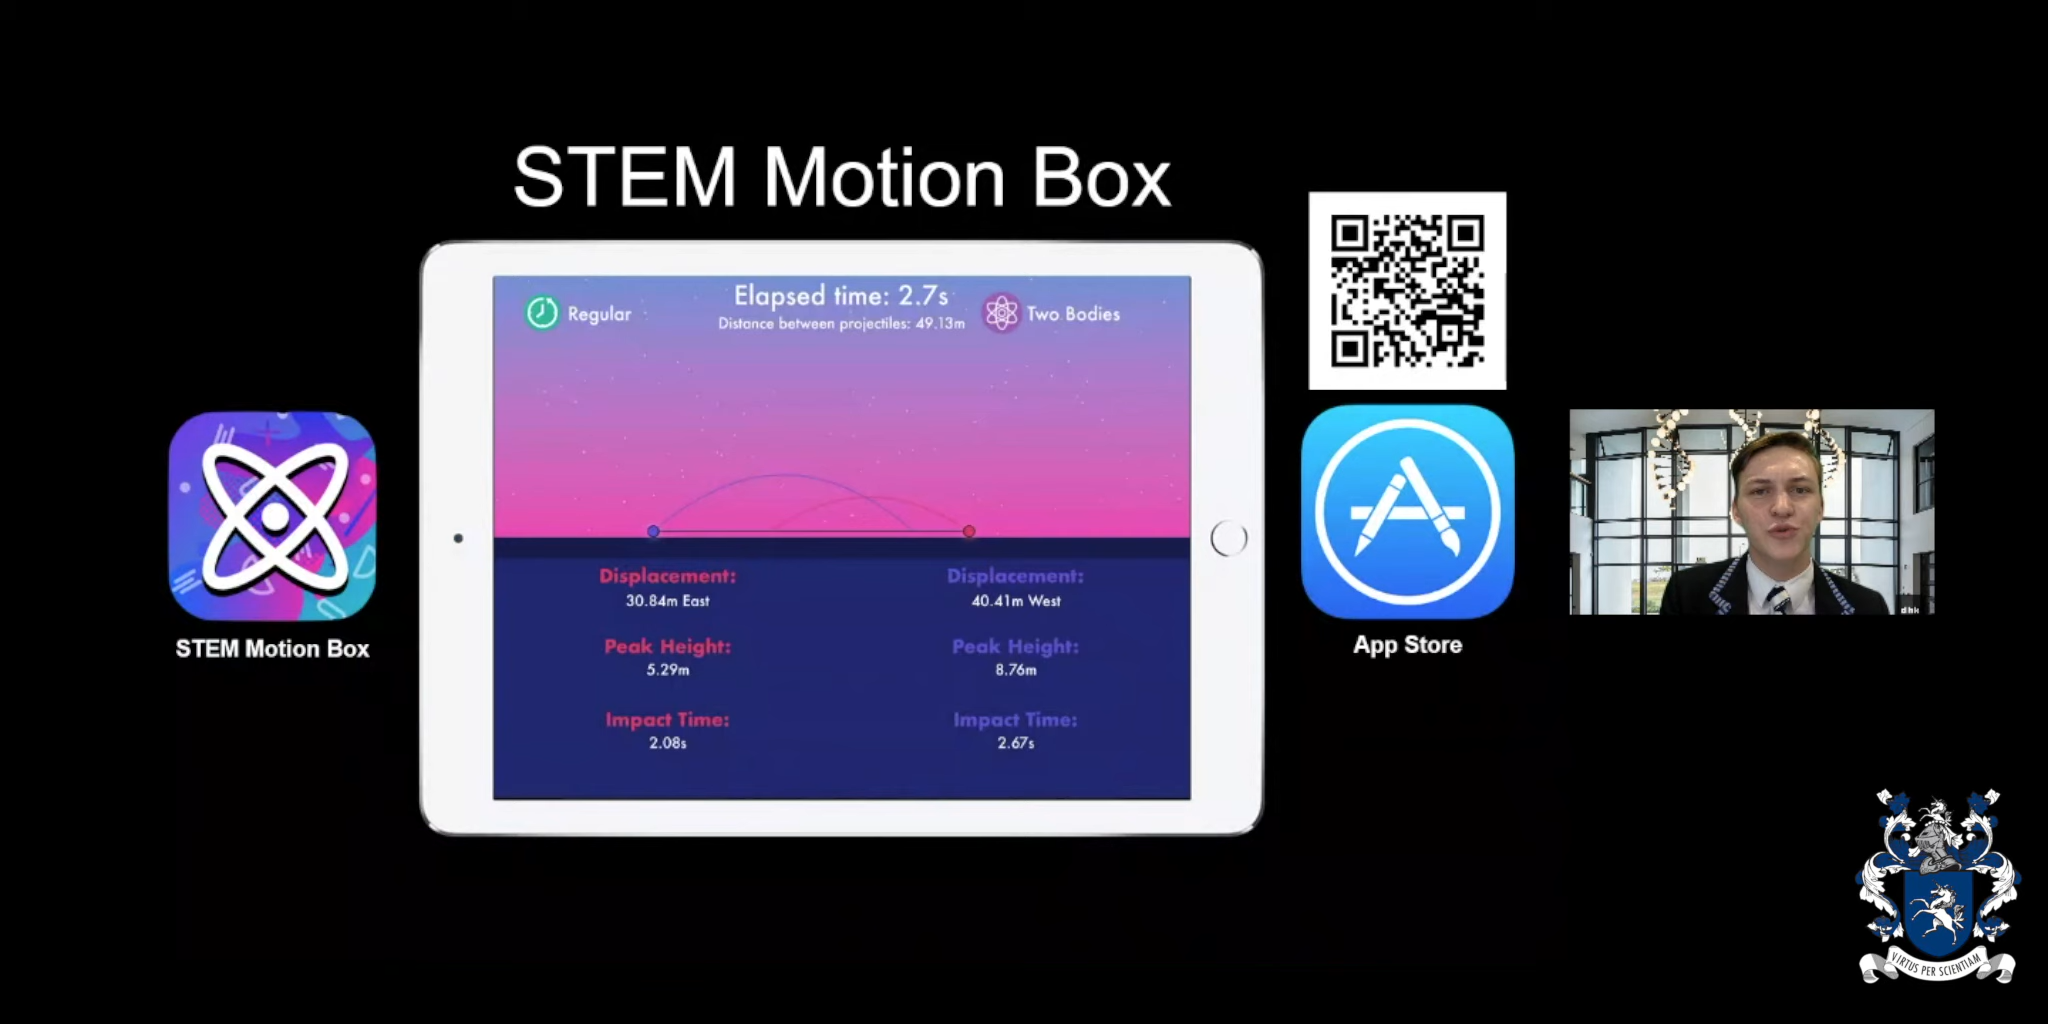 STEM Motion Box
Regular
Elapsed time: 2.7s
Distance between projectiles: 49.13m
Two Bodies
Displacement:
30.84m East
Displacement:
40.41m West
Peak Height:
5.29m
Peak Height:
8.76m
Impact Time:
2.08s
Impact Time:
2.67s
STEM Motion Box
App Store
VIRTUS PER SCIENTIAM